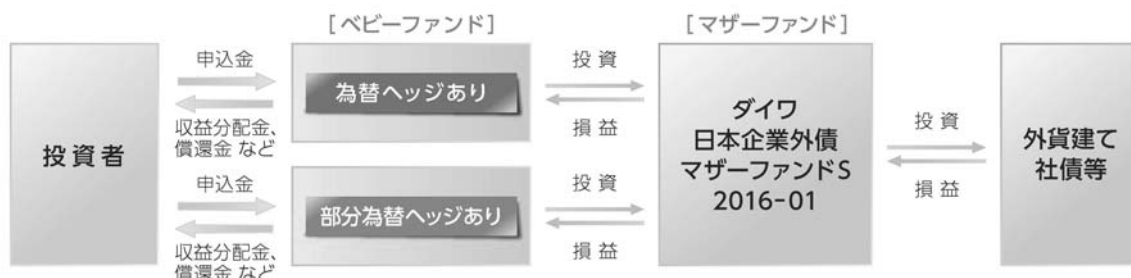 [ベビーファンド]
[マザーファンド]
投資者
申込金
収益分配金、
償還金 など
申込金
収益分配金、
償還金 など
為替ヘッジあり
部分為替ヘッジあり
投資
損益
投資
損益
ダイワ
日本企業外債
マザーファンドS
2016-01
投資
損益
外貨建て
社債等